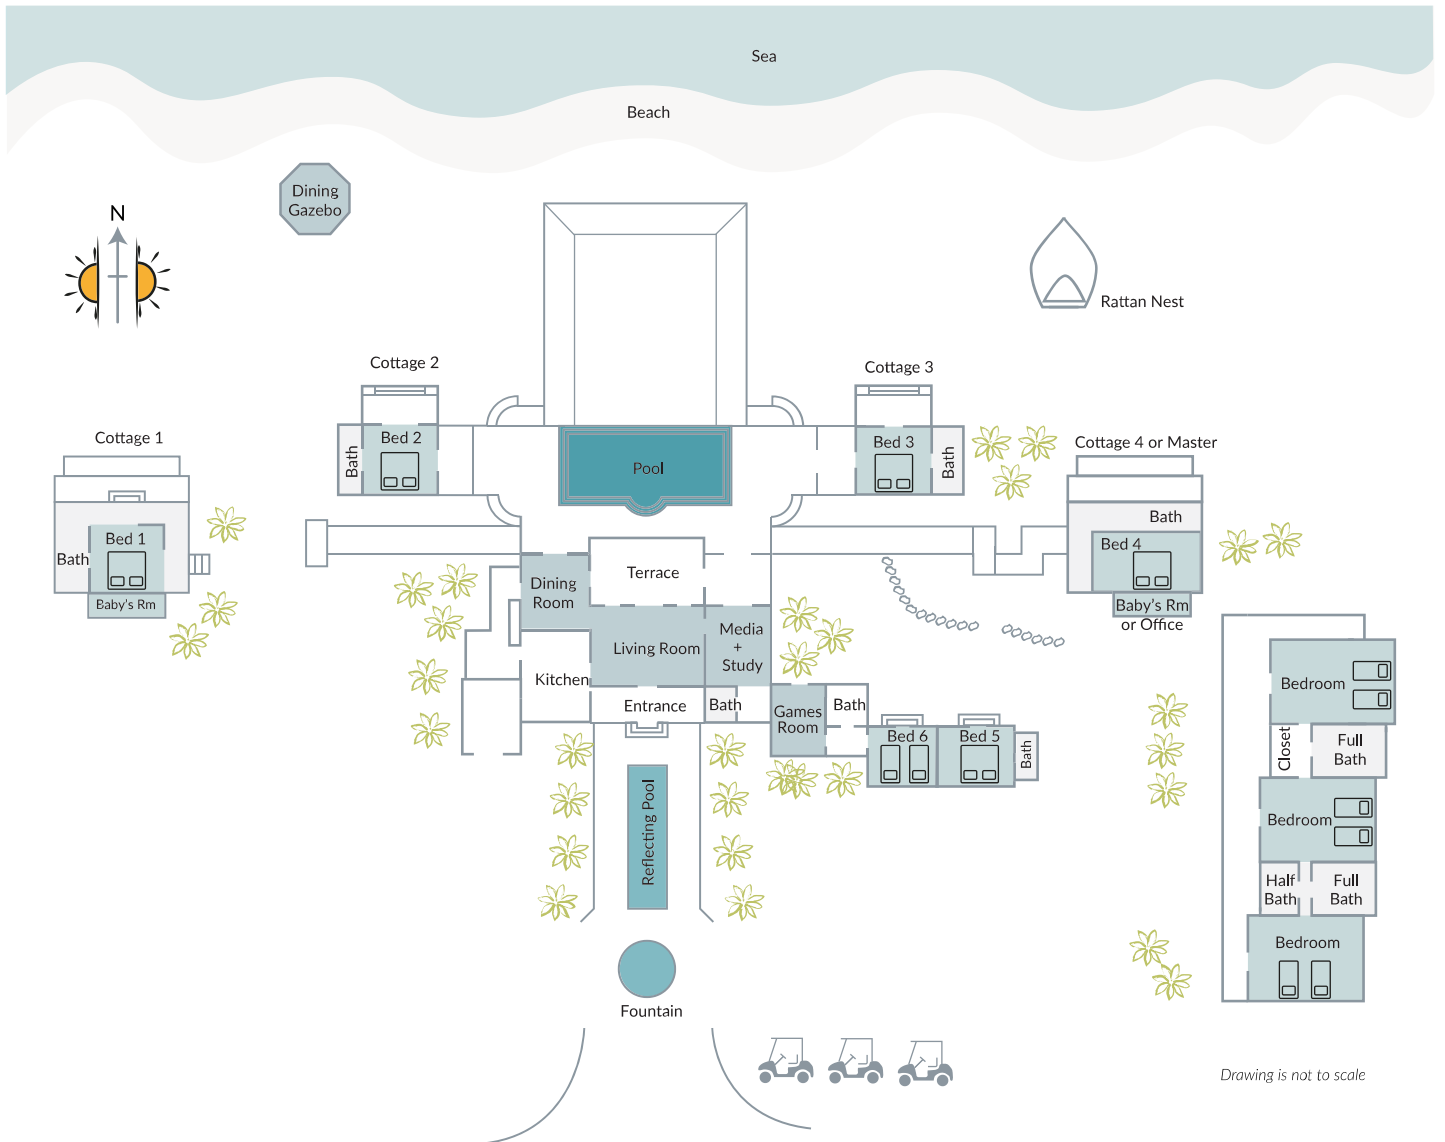 Sea
Beach
Dining
Gazebo
N
Rattan Nest
Cottage 2
Cottage 3
Cottage 1
Cottage 4 or Master
Bed 2
Bath
Pool
Bed 3
Bath
Bed 1
Bath
Baby's Rm
Bath
Bed 4
Baby's Rm
or Office
Dining
Room
Terrace
Living Room
Media
+
Study
Kitchen
Entrance
Bath
Games
Room
Bath
Bed 6
Bed 5
Bath
Bedroom
Closet
Full
Bath
Bedroom
Half
Bath
Full
Bath
Bedroom
Reflecting Pool
Fountain
Drawing is not to scale